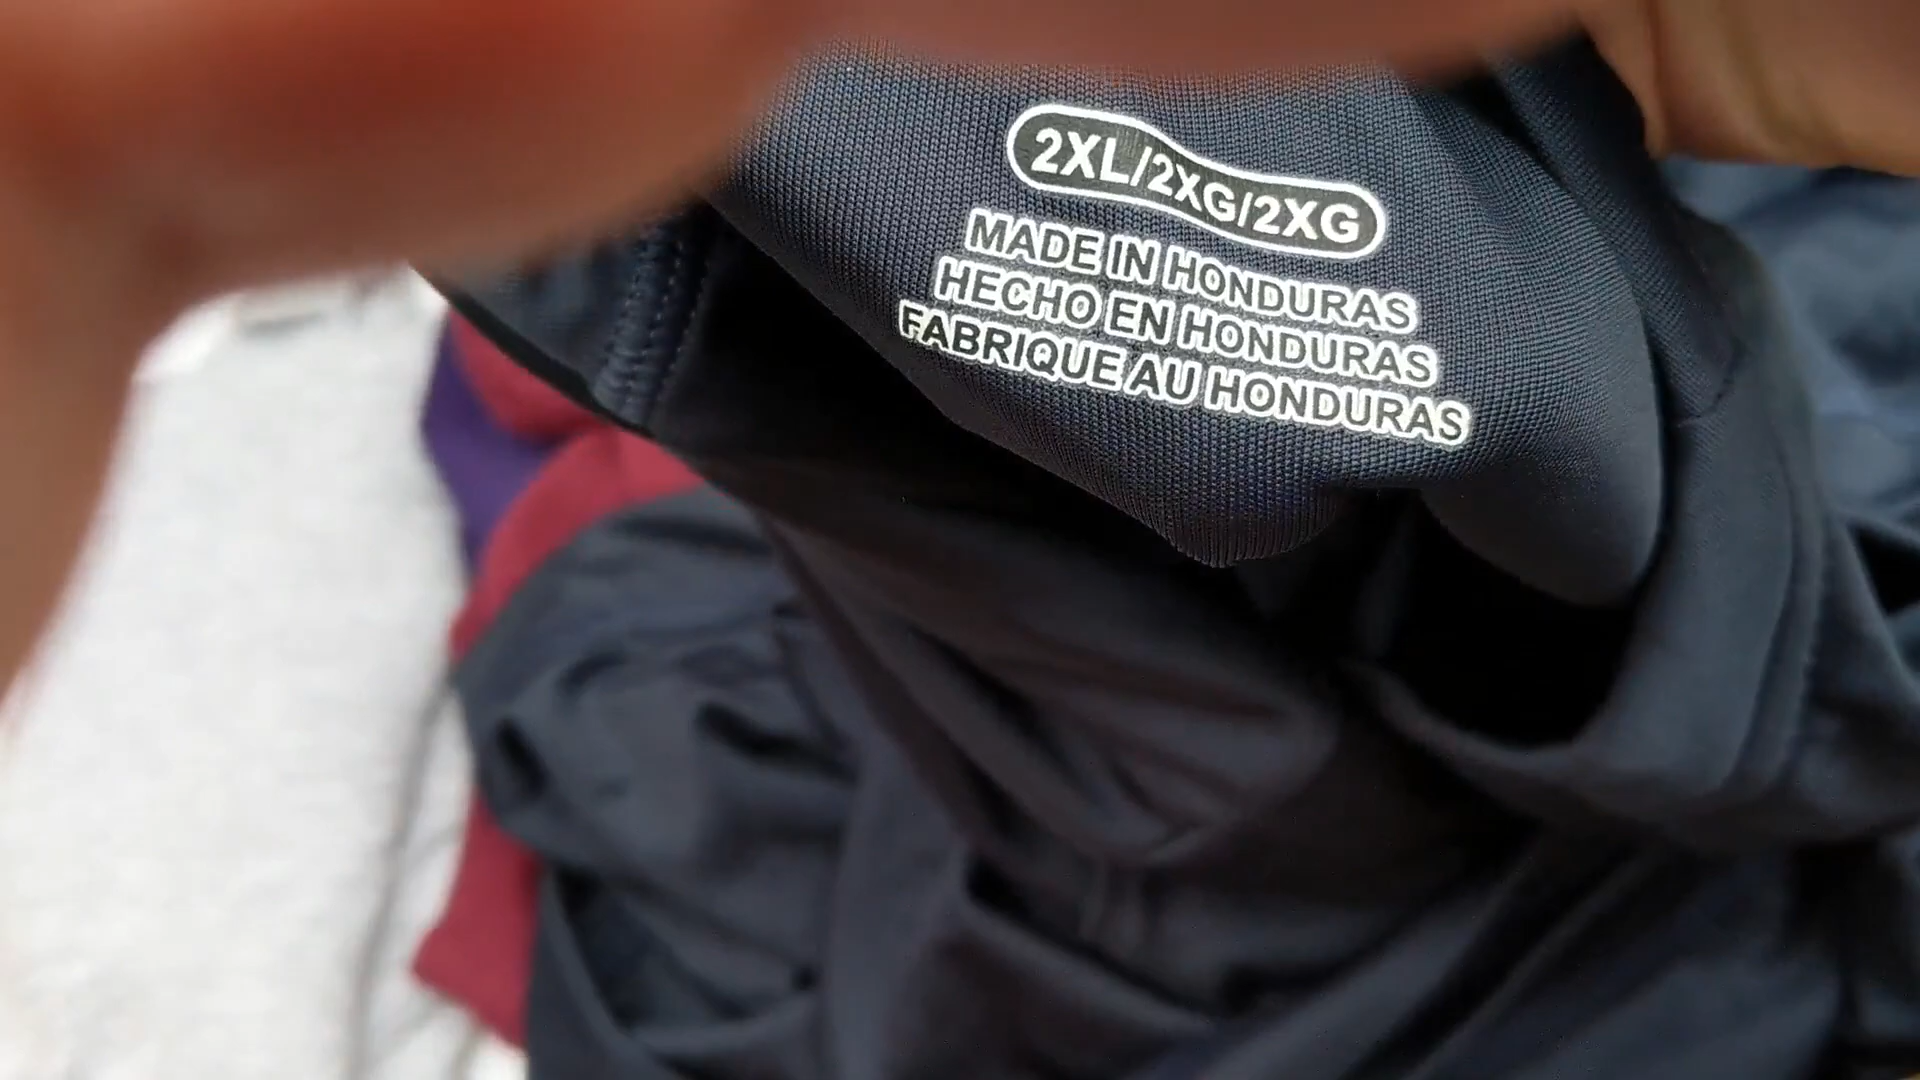 2XL/2XG/2XG
MADE IN HONDURAS
HECHO EN HONDURAS
FABRIQUE AU HONDURAS